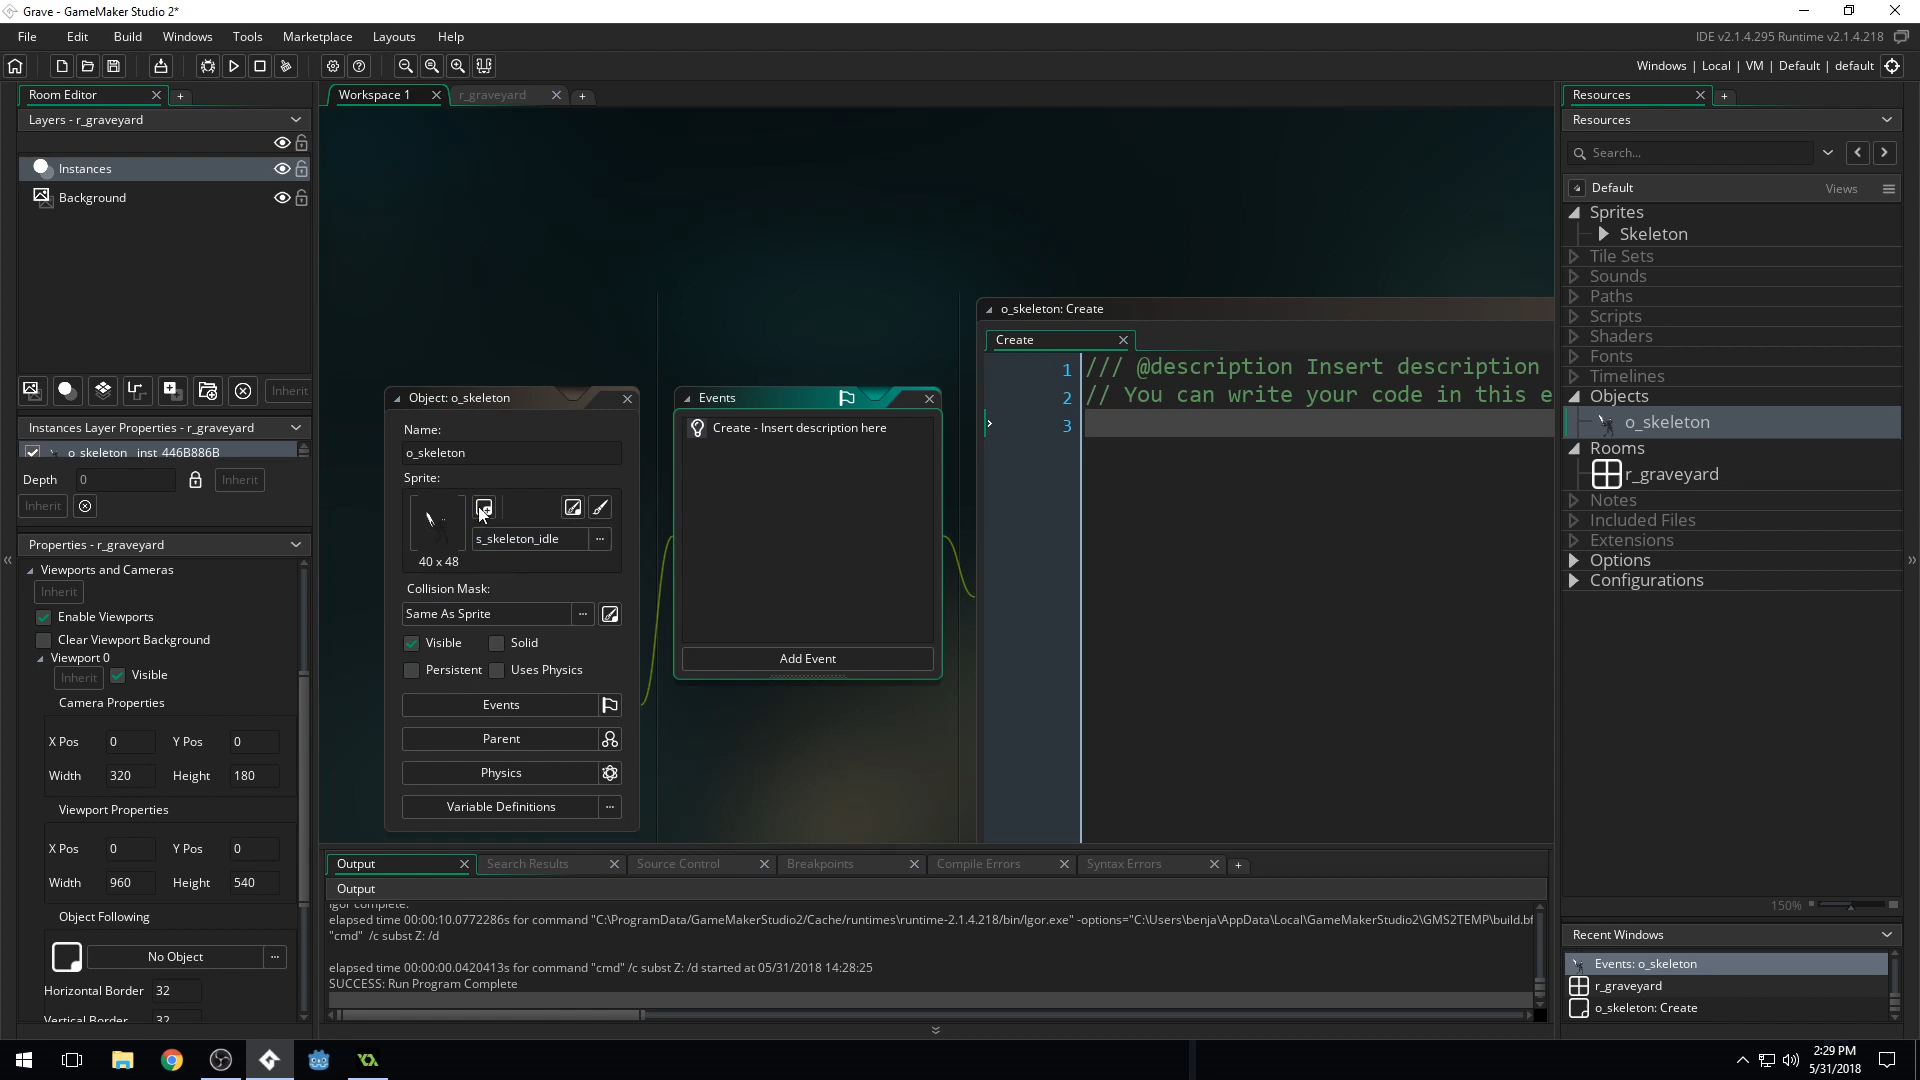 Grave - GameMaker Studio 2*
File Edit Build Windows Tools Marketplace Layouts Help
IDE v2.1.4.295 Runtime v2.1.4.218
Windows | Local | VM | Default | default
Room Editor
Layers - r_graveyard
Instances
Background
Inherit
Instances Layer Properties - r_graveyard
o_skeleton inst_446B886B
Depth 0 Inherit
Inherit
Properties - r_graveyard
Viewports and Cameras
Inherit
Enable Viewports
Clear Viewport Background
Viewport 0
Inherit Visible
Camera Properties
X Pos 0 Y Pos 0
Width 320 Height 180
Viewport Properties
X Pos 0 Y Pos 0
Width 960 Height 540
Object Following
No Object ...
Horizontal Border 32
Vertical Border 32
Workspace 1 r_graveyard
Object: o_skeleton
Name:
o_skeleton
Sprite:
s_skeleton_idle ...
40 x 48
Collision Mask:
Same As Sprite ...
Visible Solid
Persistent Uses Physics
Events
Parent
Physics
Variable Definitions ...
Events
Create - Insert description here
Add Event
o_skeleton: Create
Create
1 /// @description Insert description
2 // You can write your code in this e
3
Output Search Results Source Control Breakpoints Compile Errors Syntax Errors
Output
Igor complete.
elapsed time 00:00:10.0772286s for command "C:\ProgramData/GameMakerStudio2/Cache/runtimes\runtime-2.1.4.218/bin/Igor.exe" -options="C:\Users\benja\AppData\Local\GameMakerStudio2\GMS2TEMP\build.bf
"cmd" /c subst Z: /d
elapsed time 00:00:00.0420413s for command "cmd" /c subst Z: /d started at 05/31/2018 14:28:25
SUCCESS: Run Program Complete
Resources
Resources
Search...
Default Views
Sprites
Skeleton
Tile Sets
Sounds
Paths
Scripts
Shaders
Fonts
Timelines
Objects
o_skeleton
Rooms
r_graveyard
Notes
Included Files
Extensions
Options
Configurations
150%
Recent Windows
Events: o_skeleton
r_graveyard
o_skeleton: Create
2:29 PM
5/31/2018